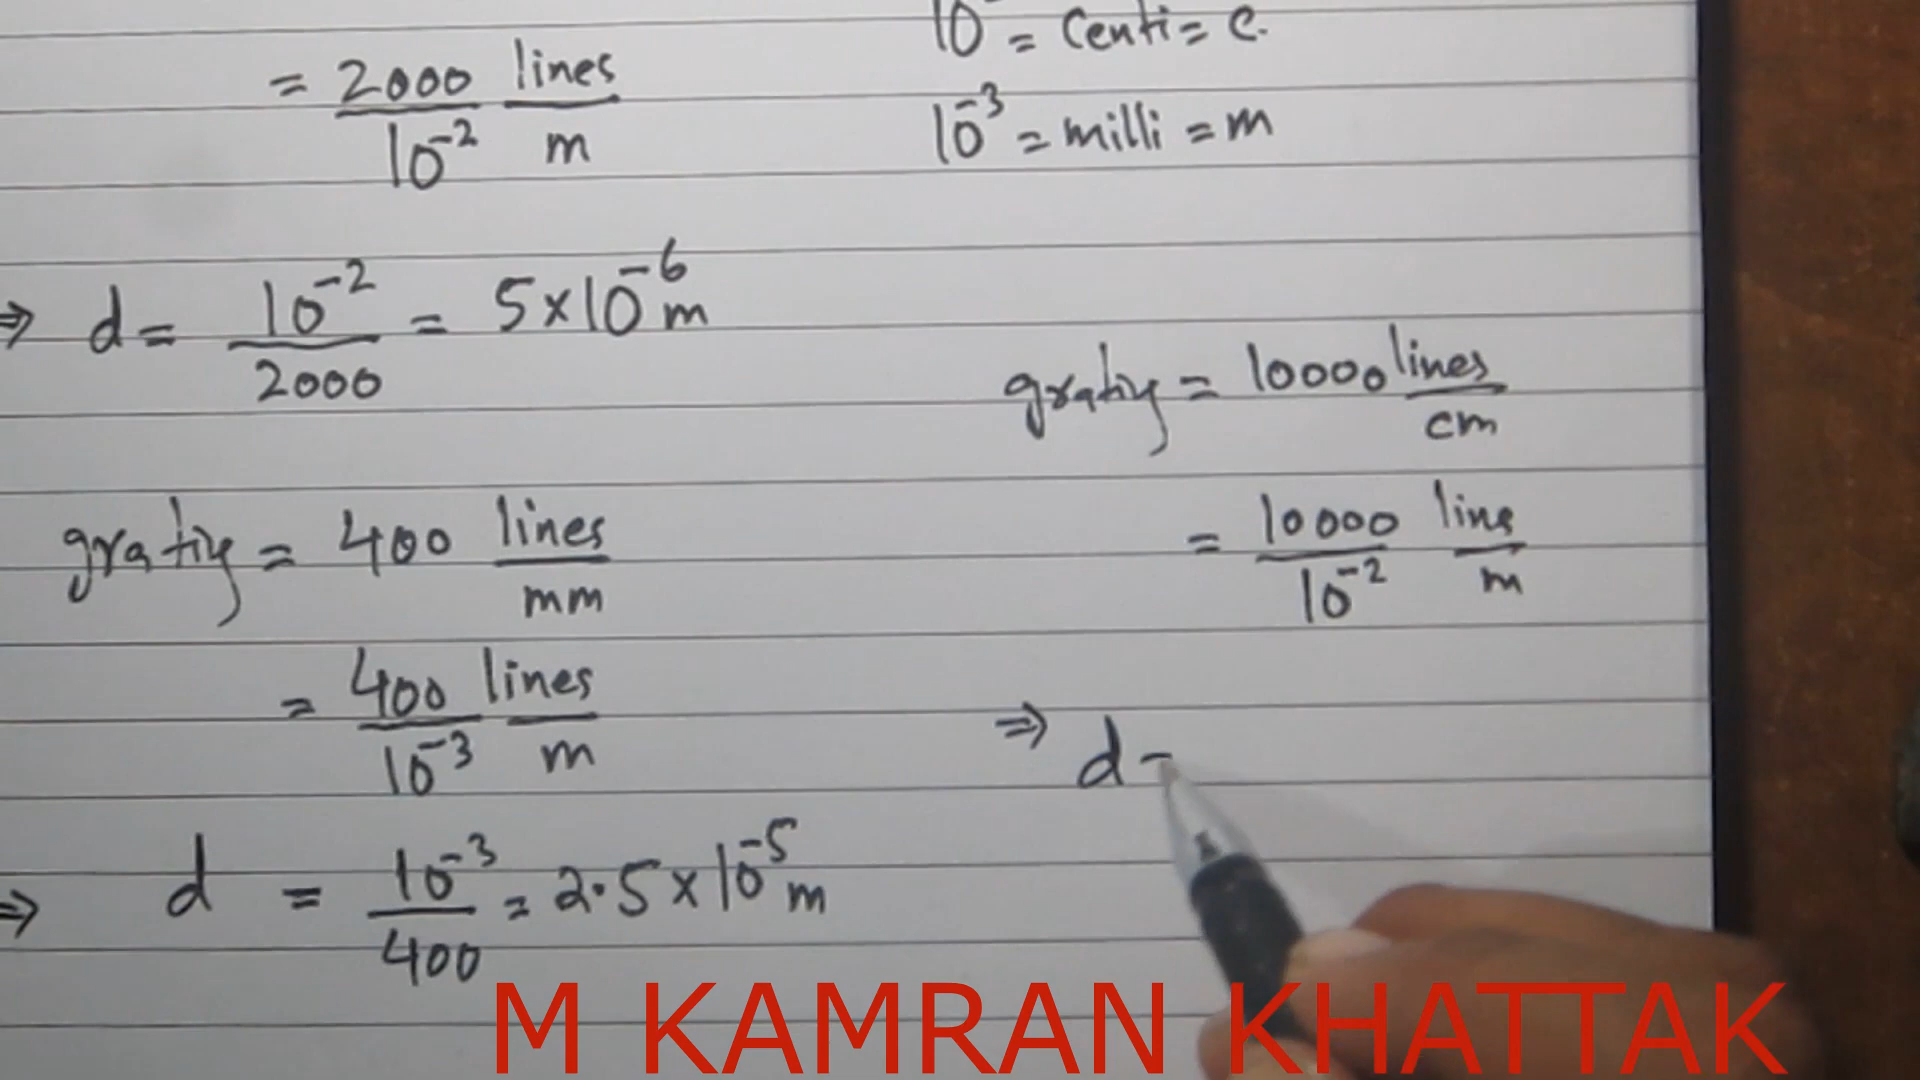 = 2000/10⁻² lines/m
⇒ d = 10⁻²/2000 = 5×10⁻⁶ m
gratiy = 400 lines/mm
= 400/10⁻³ lines/m
⇒ d = 10⁻³/400 = 2.5×10⁻⁵ m
10 = Centi = c.
10⁻³ = milli = m
gratiy = 10000 lines/cm
= 10000/10⁻² line/m
⇒ d -
M KAMRAN KHATTAK